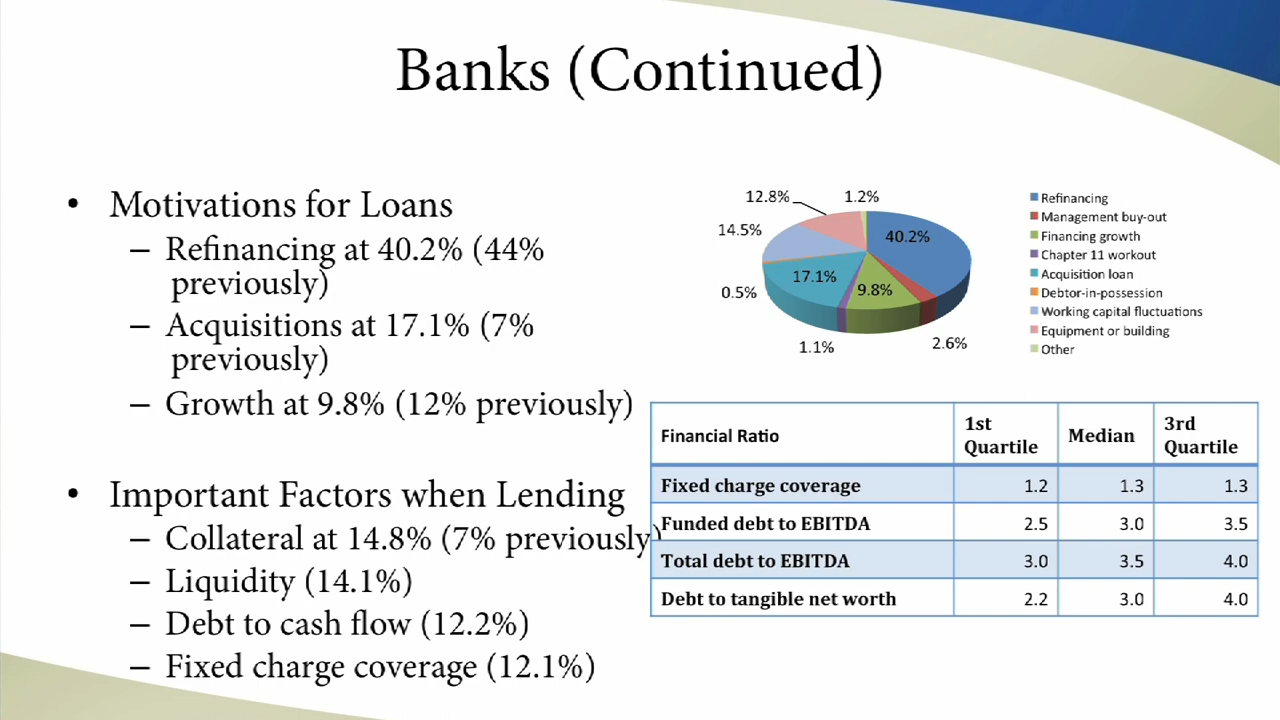 Banks (Continued)
• Motivations for Loans
– Refinancing at 40.2% (44%
previously)
– Acquisitions at 17.1% (7%
previously)
– Growth at 9.8% (12% previously)
• Important Factors when Lending
– Collateral at 14.8% (7% previously)
– Liquidity (14.1%)
– Debt to cash flow (12.2%)
– Fixed charge coverage (12.1%)
12.8%
1.2%
14.5%
40.2%
17.1%
9.8%
0.5%
1.1%
2.6%
Refinancing
Management buy-out
Financing growth
Chapter 11 workout
Acquisition loan
Debtor-in-possession
Working capital fluctuations
Equipment or building
Other
Financial Ratio 1st Quartile Median 3rd Quartile
Fixed charge coverage 1.2 1.3 1.3
Funded debt to EBITDA 2.5 3.0 3.5
Total debt to EBITDA 3.0 3.5 4.0
Debt to tangible net worth 2.2 3.0 4.0